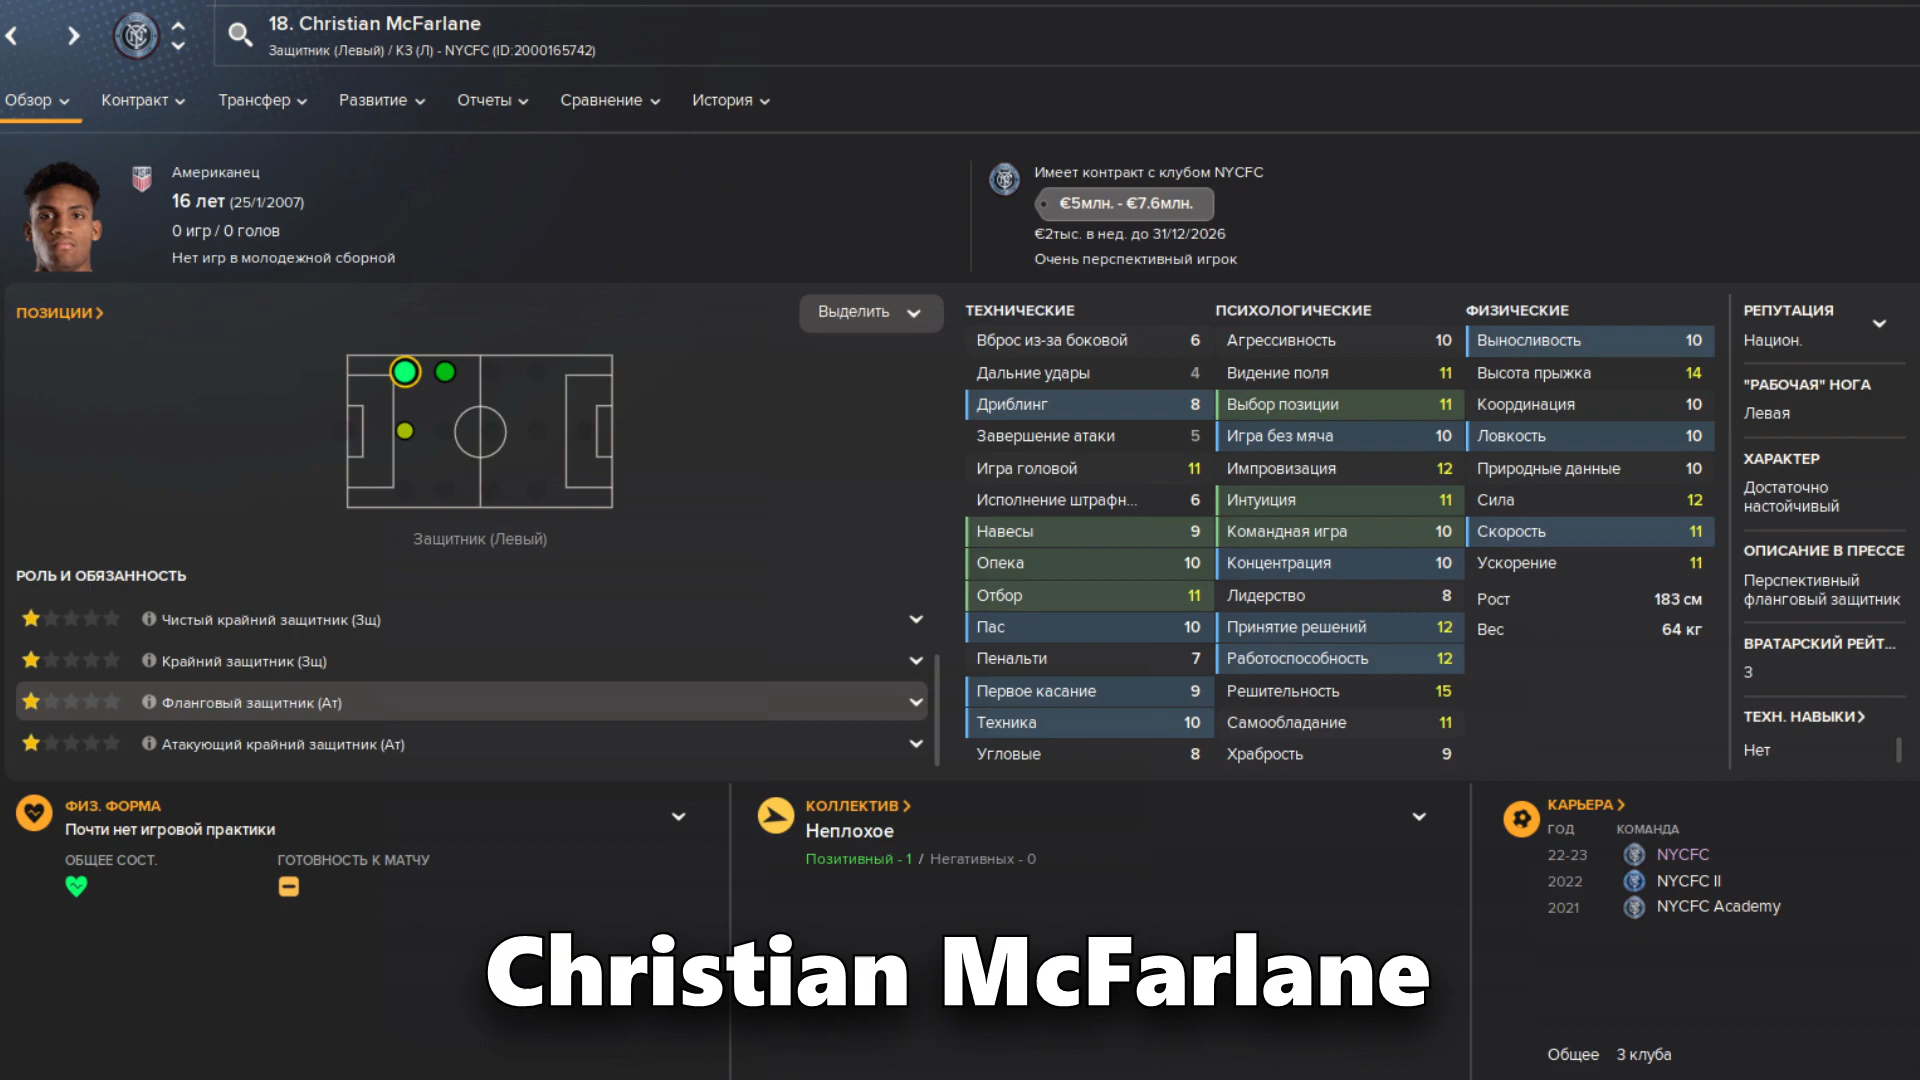 18. Christian McFarlane
Защитник (Левый) / КЗ (Л) - NYCFC (ID:2000165742)
Обзор
Контракт
Трансфер
Развитие
Отчеты
Сравнение
История
Американец
16 лет (25/1/2007)
0 игр / 0 голов
Нет игр в молодежной сборной
Имеет контракт с клубом NYCFC
€5млн. - €7.6млн.
€2тыс. в нед. до 31/12/2026
Очень перспективный игрок
ПОЗИЦИИ
Выделить
Защитник (Левый)
РОЛЬ И ОБЯЗАННОСТЬ
Чистый крайний защитник (Зщ)
Крайний защитник (Зщ)
Фланговый защитник (Ат)
Атакующий крайний защитник (Ат)
ТЕХНИЧЕСКИЕ
Вброс из-за боковой 6
Дальние удары 4
Дриблинг 8
Завершение атаки 5
Игра головой 11
Исполнение штрафн... 6
Навесы 9
Опека 10
Отбор 11
Пас 10
Пенальти 7
Первое касание 9
Техника 10
Угловые 8
ПСИХОЛОГИЧЕСКИЕ
Агрессивность 10
Видение поля 11
Выбор позиции 11
Игра без мяча 10
Импровизация 12
Интуиция 11
Командная игра 10
Концентрация 10
Лидерство 8
Принятие решений 12
Работоспособность 12
Решительность 15
Самообладание 11
Храбрость 9
ФИЗИЧЕСКИЕ
Выносливость 10
Высота прыжка 14
Координация 10
Ловкость 10
Природные данные 10
Сила 12
Скорость 11
Ускорение 11
Рост 183 см
Вес 64 кг
РЕПУТАЦИЯ
Национ.
"РАБОЧАЯ" НОГА
Левая
ХАРАКТЕР
Достаточно
настойчивый
ОПИСАНИЕ В ПРЕССЕ
Перспективный
фланговый защитник
ВРАТАРСКИЙ РЕЙТ...
3
ТЕХН. НАВЫКИ
Нет
ФИЗ. ФОРМА
Почти нет игровой практики
ОБЩЕЕ СОСТ.
ГОТОВНОСТЬ К МАТЧУ
КОЛЛЕКТИВ
Неплохое
Позитивный - 1 / Негативных - 0
КАРЬЕРА
ГОД КОМАНДА
22-23 NYCFC
2022 NYCFC II
2021 NYCFC Academy
Общее 3 клуба
Christian McFarlane